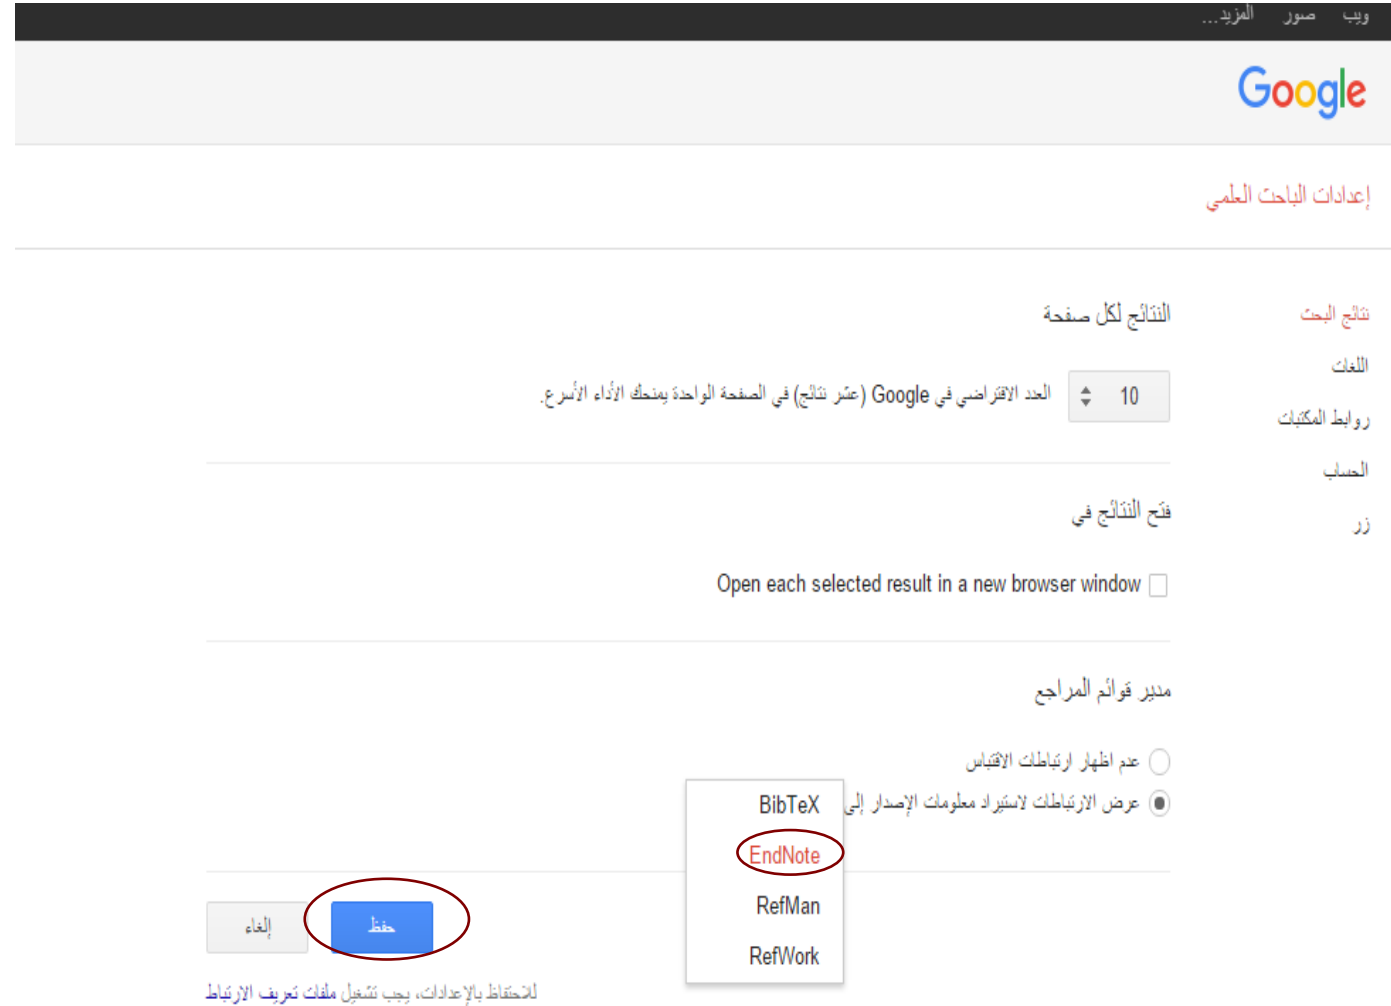 ويب صور المزيد...
Google
إعدادات الباحث العلمي
نتائج البحث
اللغات
روابط المكتبات
الحساب
زر
النتائج لكل صفحة
10 العدد الافتراضي في Google (عشر نتائج) في الصفحة الواحدة يمنحك الأداء الأسرع.
فتح النتائج في
Open each selected result in a new browser window
مدير قوائم المراجع
عدم اظهار ارتباطات الاقتباس
عرض الارتباطات لاستيراد معلومات الإصدار إلى
BibTeX
EndNote
RefMan
RefWork
حفظ إلغاء
للاحتفاظ بالإعدادات، يجب تشغيل ملفات تعريف الارتباط